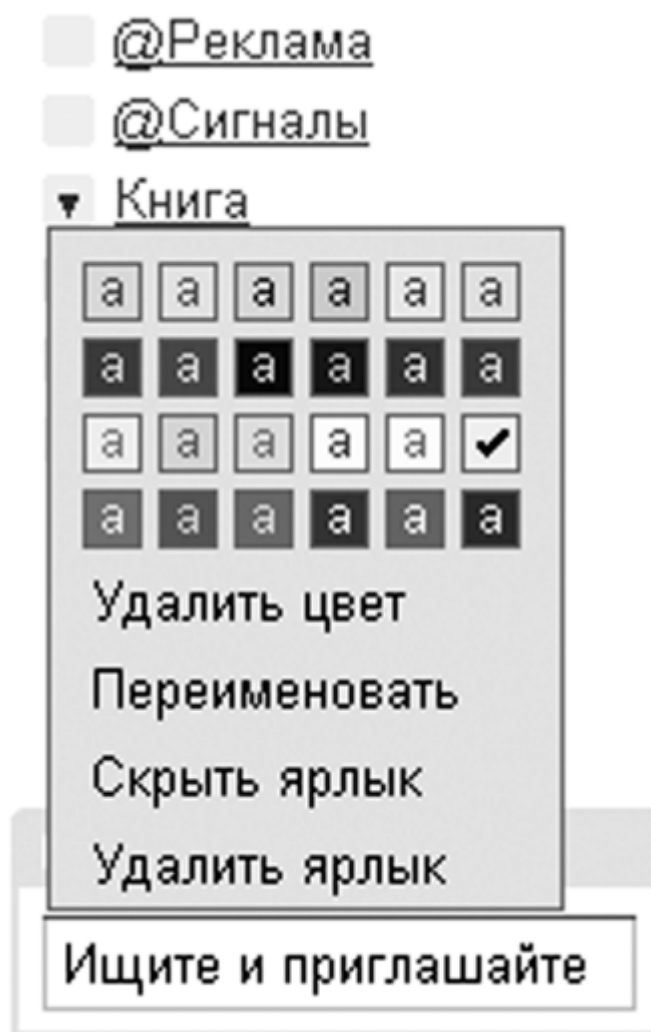 @Реклама
@Сигналы
Книга
a a a a a a
a a a a a a
a a a a a
a a a a a a
Удалить цвет
Переименовать
Скрыть ярлык
Удалить ярлык
Ищите и приглашайте